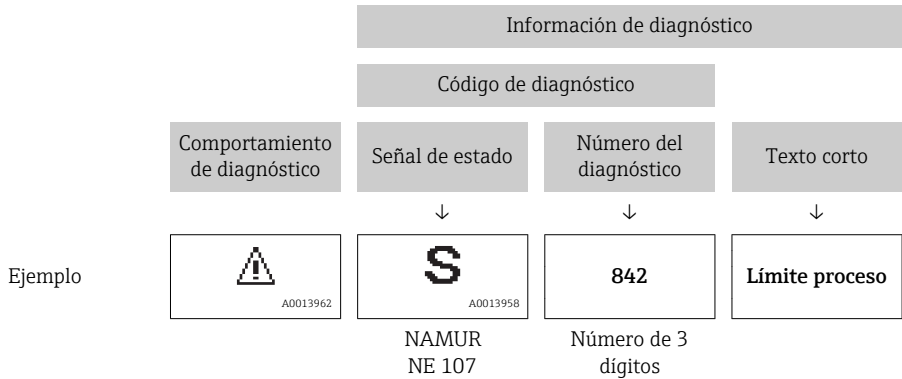 Información de diagnóstico
Código de diagnóstico
Comportamiento
de diagnóstico
Señal de estado
Número del
diagnóstico
Texto corto
↓
↓
↓
Ejemplo
A0013962
S
A0013958
842
Límite proceso
NAMUR
NE 107
Número de 3
dígitos